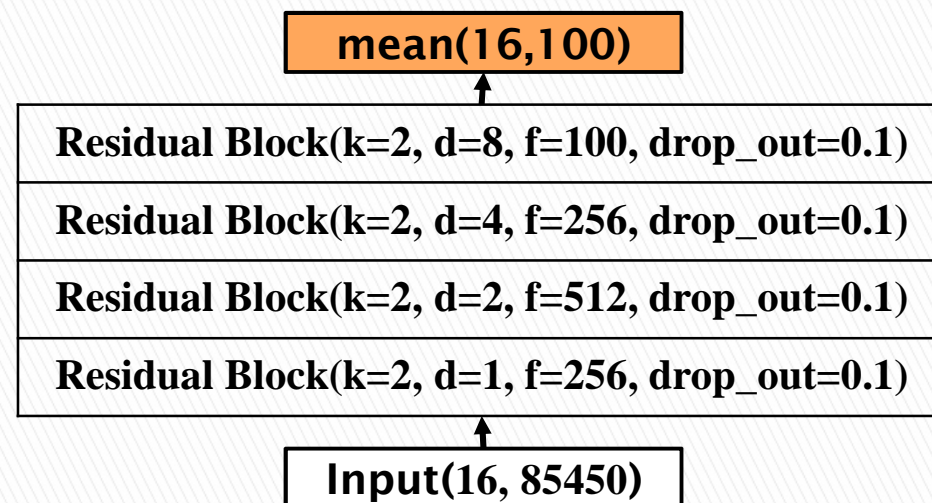 mean(16,100)
Residual Block(k=2, d=8, f=100, drop_out=0.1)
Residual Block(k=2, d=4, f=256, drop_out=0.1)
Residual Block(k=2, d=2, f=512, drop_out=0.1)
Residual Block(k=2, d=1, f=256, drop_out=0.1)
Input(16, 85450)